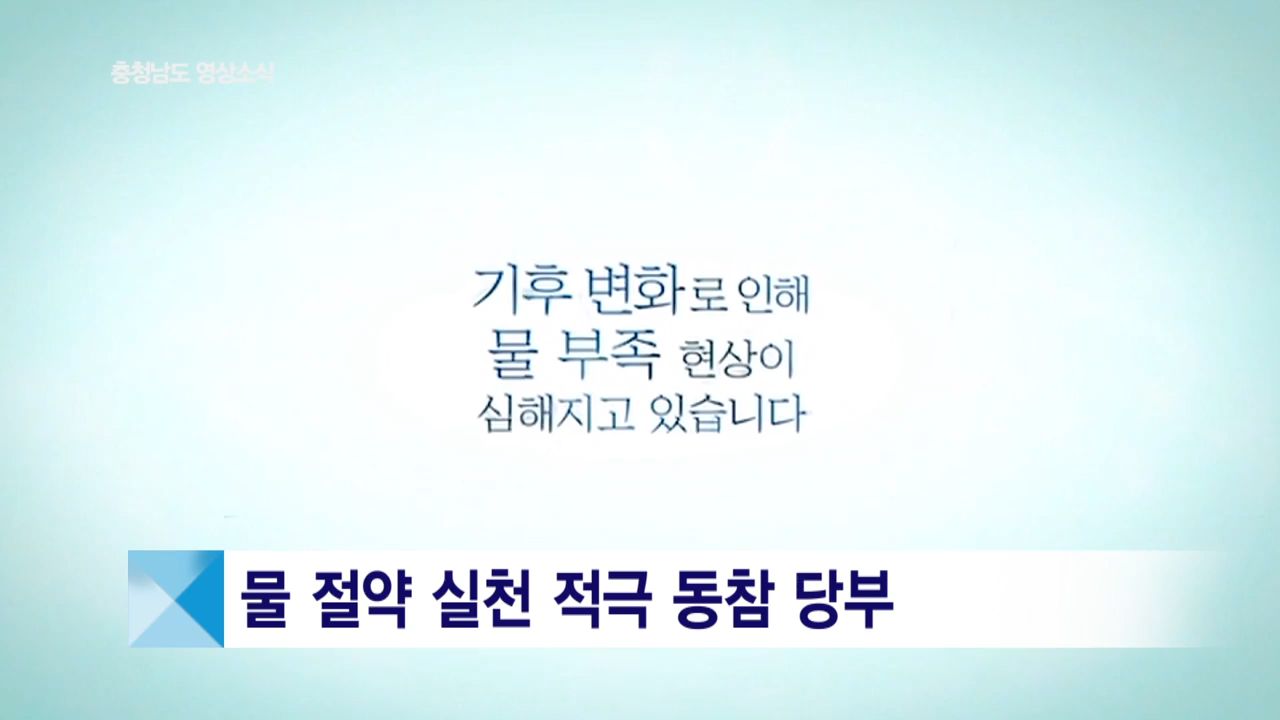 충청남도 영상소식
기후 변화로 인해
물 부족 현상이
심해지고 있습니다
물 절약 실천 적극 동참 당부